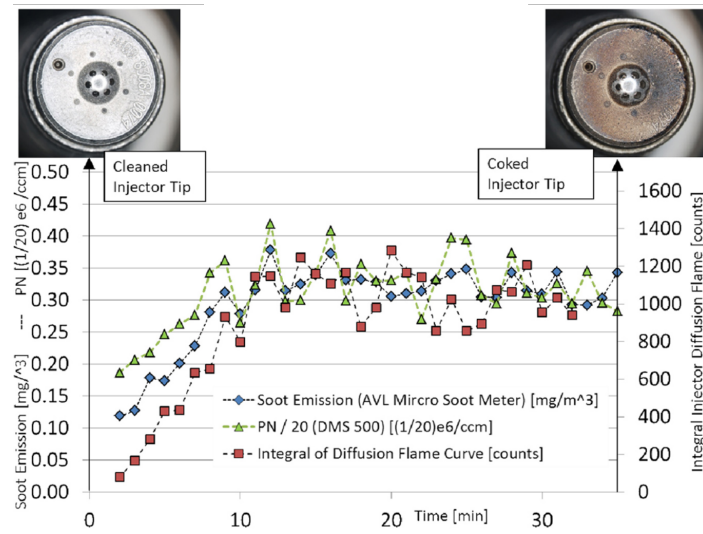 Cleaned
Injector Tip
Coked
Injector Tip
Soot Emission [mg/^3] --- PN [(1/20) e6 /ccm]
0.50
0.45
0.40
0.35
0.30
0.25
0.20
0.15
0.10
0.05
0.00
1600
1400
1200
1000
800
600
400
200
0
Integral Injector Diffusion Flame [counts]
Soot Emission (AVL Mircro Soot Meter) [mg/m^3]
PN / 20 (DMS 500) [(1/20)e6/ccm]
Integral of Diffusion Flame Curve [counts]
0
10
20
30
Time [min]